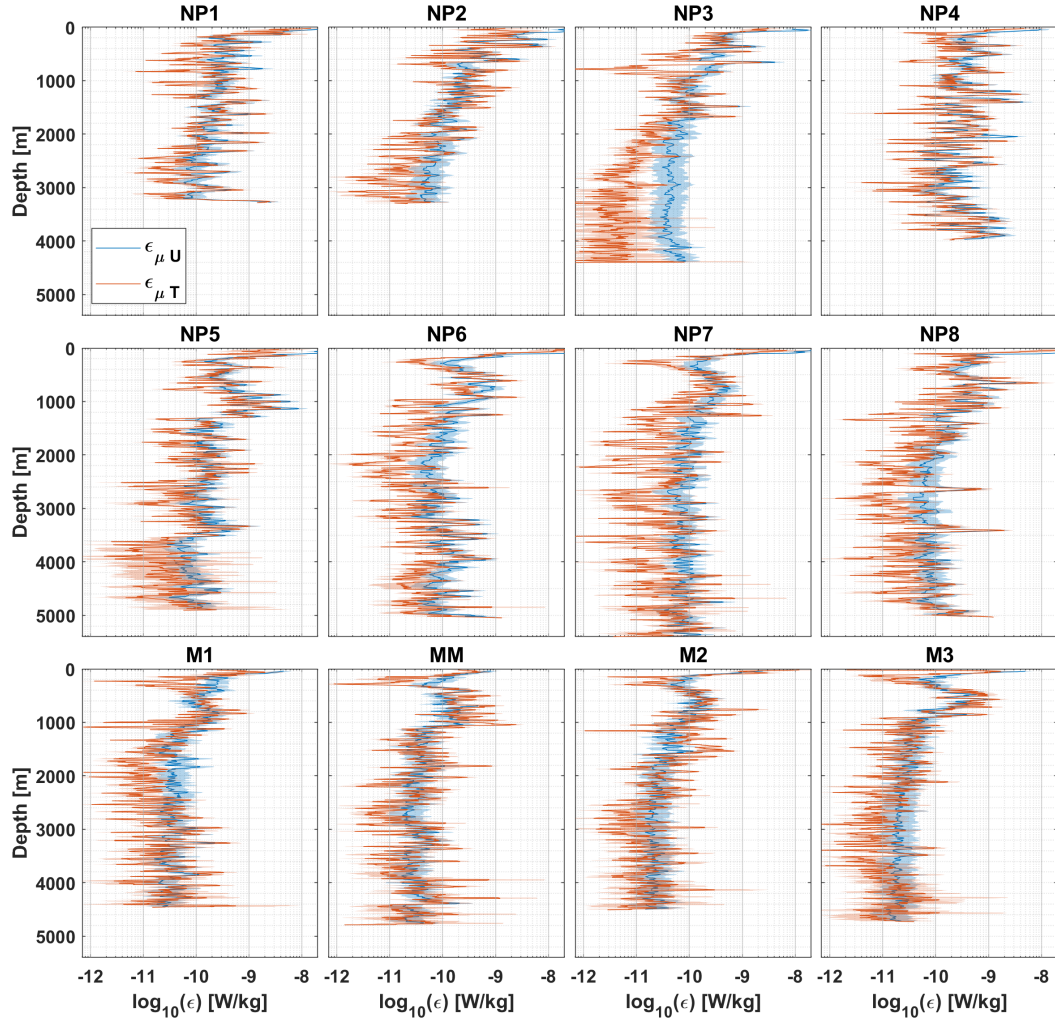 NP1 NP2 NP3 NP4
0
1000
2000
3000
4000
5000
Depth [m]
ϵμ U
ϵμ T
NP5 NP6 NP7 NP8
0
1000
2000
3000
4000
5000
Depth [m]
M1 MM M2 M3
0
1000
2000
3000
4000
5000
Depth [m]
-12 -11 -10 -9 -8 -12 -11 -10 -9 -8 -12 -11 -10 -9 -8 -12 -11 -10 -9 -8
log10(ϵ) [W/kg] log10(ϵ) [W/kg] log10(ϵ) [W/kg] log10(ϵ) [W/kg]